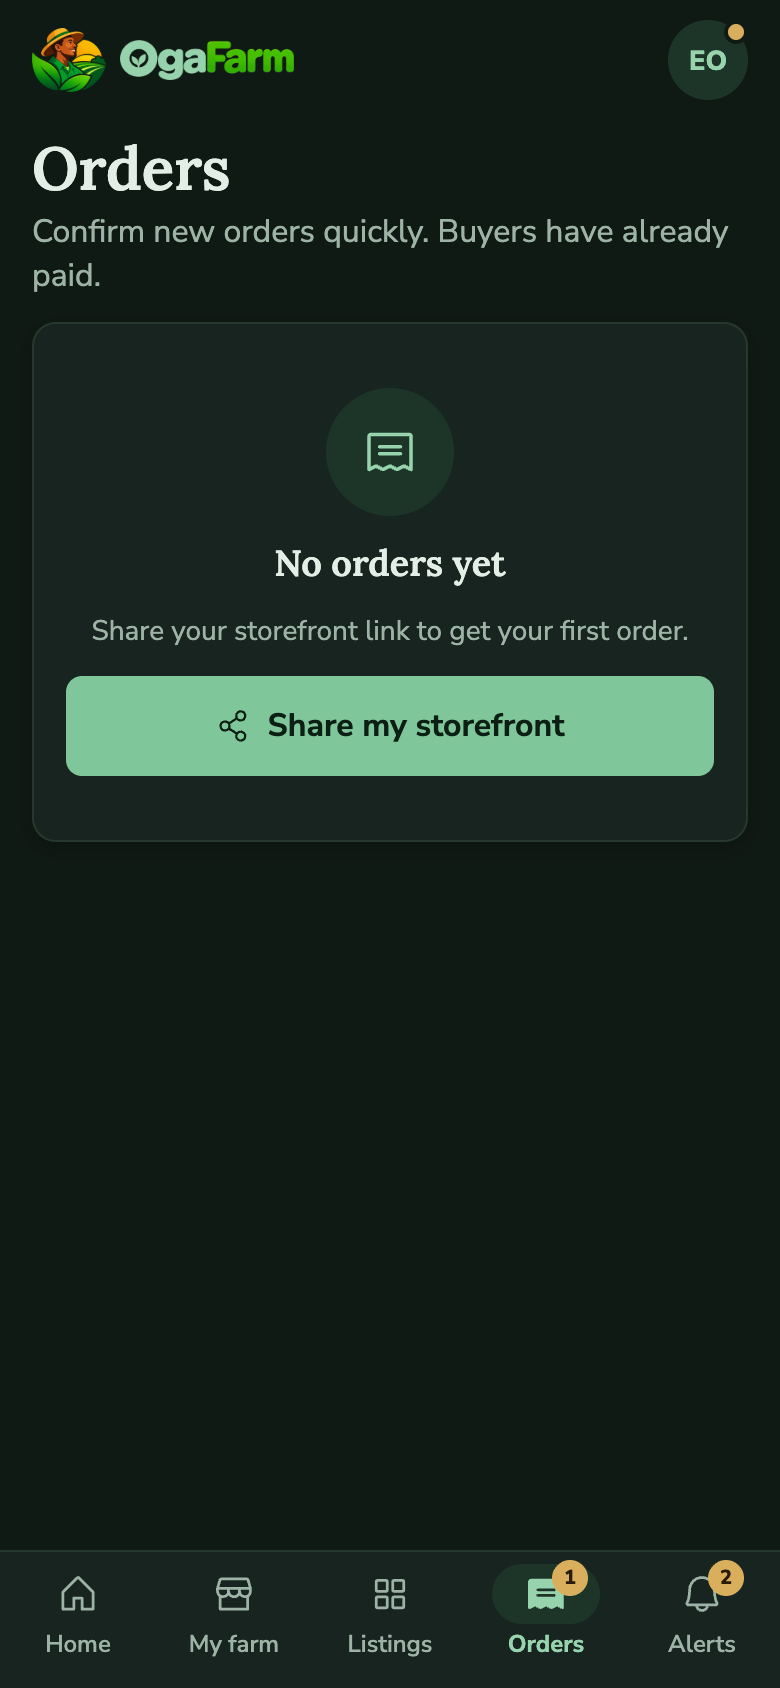 OgaFarm
EO
Orders
Confirm new orders quickly. Buyers have already
paid.
No orders yet
Share your storefront link to get your first order.
Share my storefront
1
2
Home
My farm
Listings
Orders
Alerts